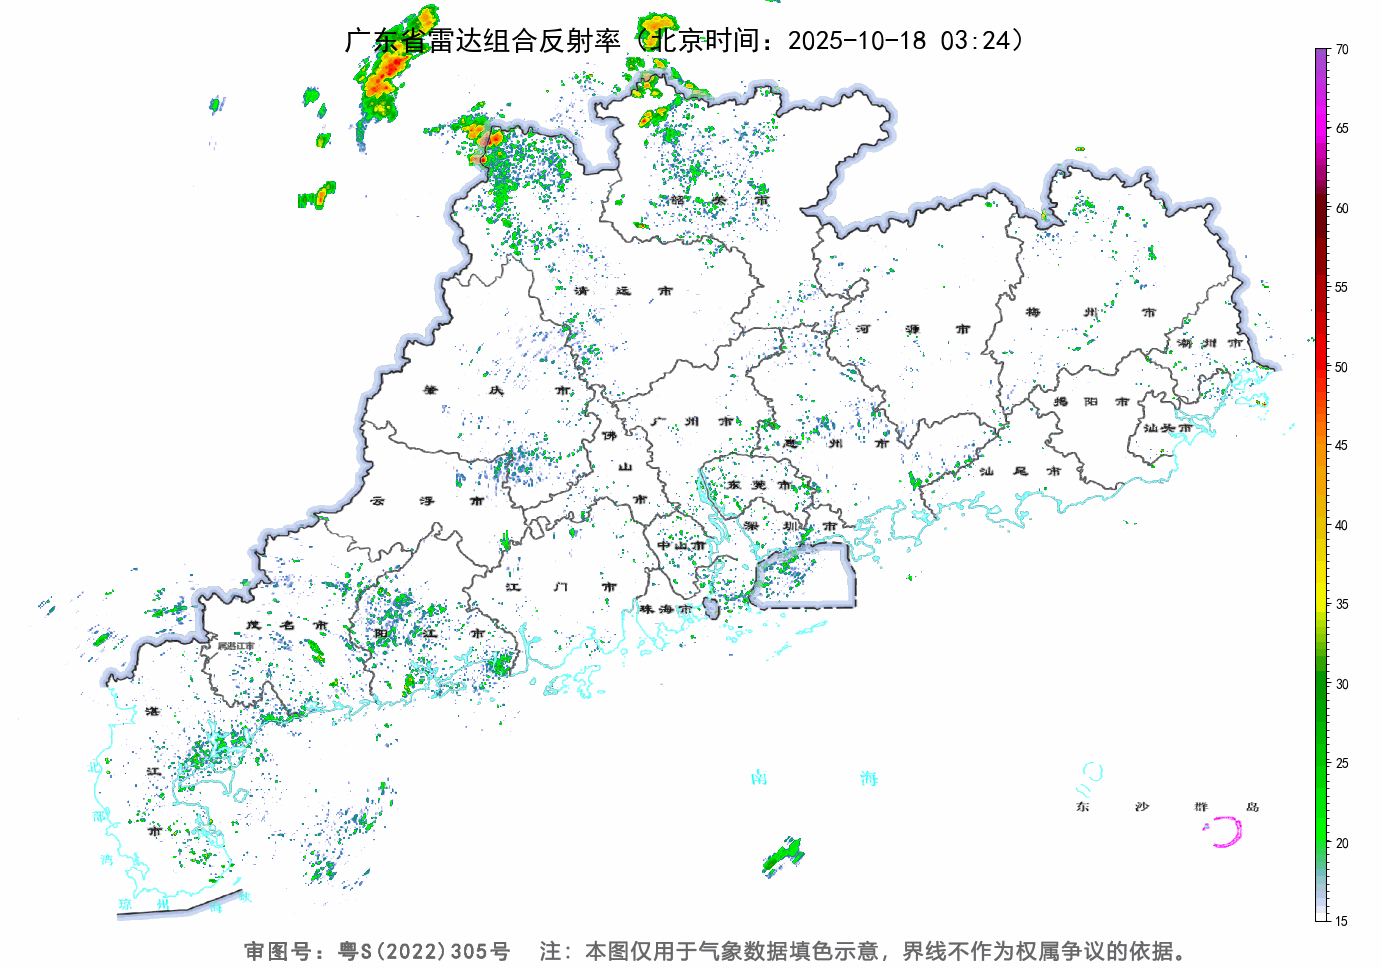 广东省雷达组合反射率（北京时间：2025-10-18 03:24）
70
65
60
55
50
45
40
35
30
25
20
15
韶关市
清远市
河源市
梅州市
潮州市
肇庆市
揭阳市
广州市
佛山市
惠州市
汕头市
汕尾市
云浮市
东莞市
深圳市
中山市
江门市
珠海市
茂名市
阳江市
属湛江市
湛江市
北部湾
南海
东沙群岛
琼州海峡
审图号：粤S(2022)305号 注：本图仅用于气象数据填色示意，界线不作为权属争议的依据。